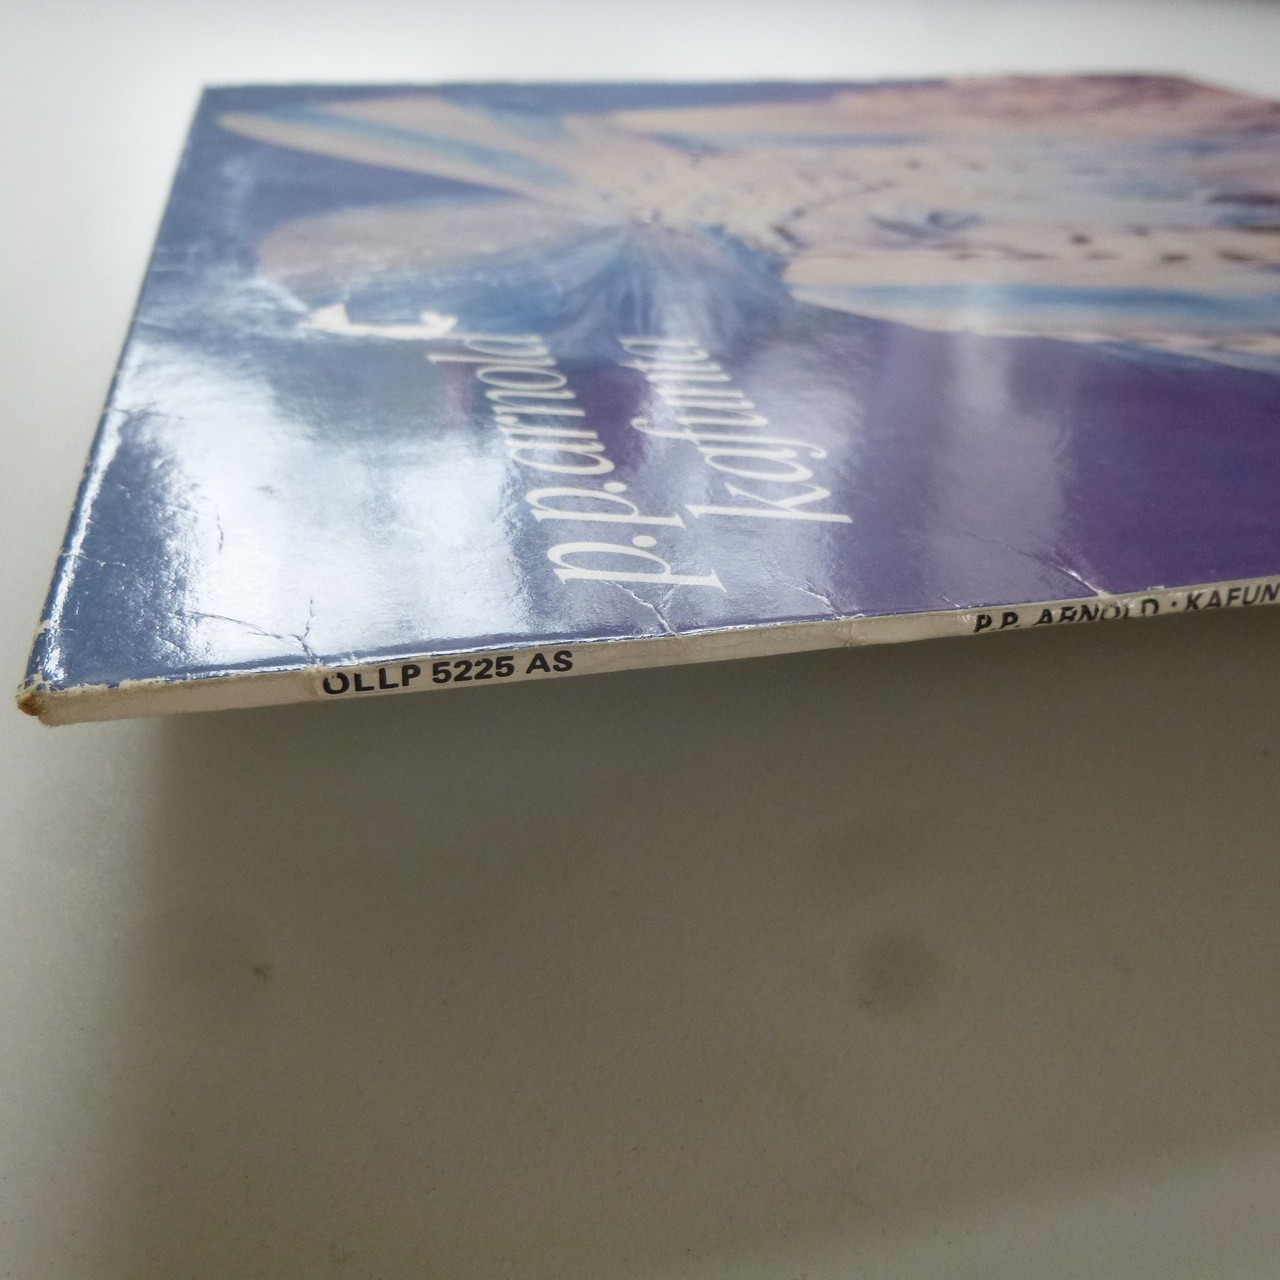 p.p. arnold
kafunta
OLLP 5225 AS
P.P. ARNOLD · KAFUN